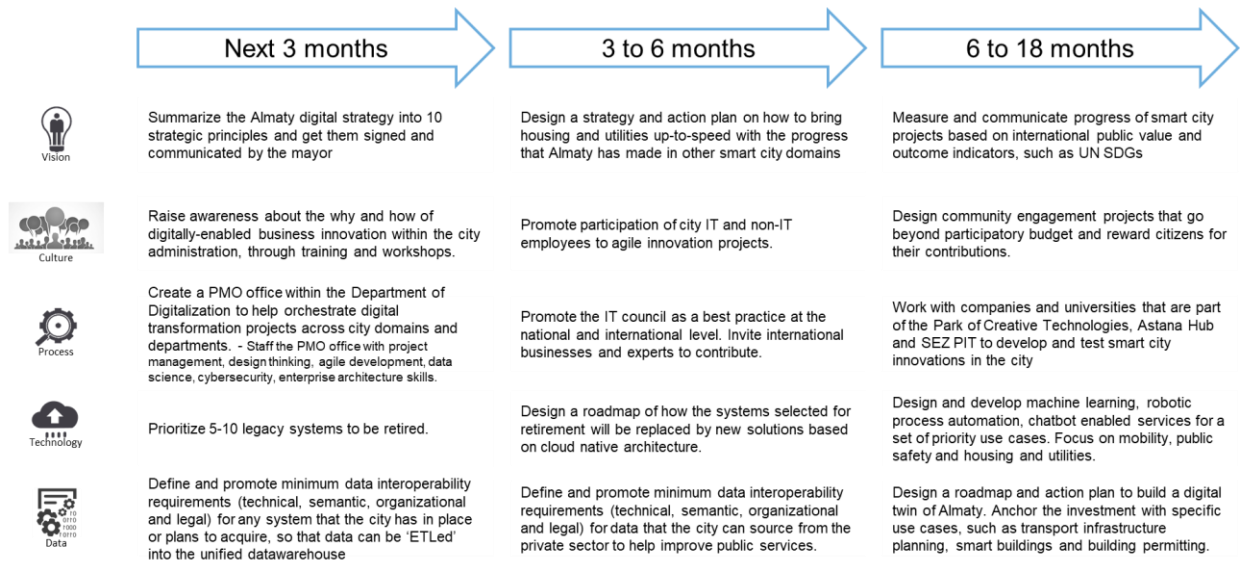 Next 3 months
3 to 6 months
6 to 18 months
Vision
Summarize the Almaty digital strategy into 10
strategic principles and get them signed and
communicated by the mayor
Design a strategy and action plan on how to bring
housing and utilities up-to-speed with the progress
that Almaty has made in other smart city domains
Measure and communicate progress of smart city
projects based on international public value and
outcome indicators, such as UN SDGs
Culture
Raise awareness about the why and how of
digitally-enabled business innovation within the city
administration, through training and workshops.
Promote participation of city IT and non-IT
employees to agile innovation projects.
Design community engagement projects that go
beyond participatory budget and reward citizens for
their contributions.
Process
Create a PMO office within the Department of
Digitalization to help orchestrate digital
transformation projects across city domains and
departments. - Staff the PMO office with project
management, design thinking, agile development, data
science, cybersecurity, enterprise architecture skills.
Promote the IT council as a best practice at the
national and international level. Invite international
businesses and experts to contribute.
Work with companies and universities that are part
of the Park of Creative Technologies, Astana Hub
and SEZ PIT to develop and test smart city
innovations in the city
Technology
Prioritize 5-10 legacy systems to be retired.
Design a roadmap of how the systems selected for
retirement will be replaced by new solutions based
on cloud native architecture.
Design and develop machine learning, robotic
process automation, chatbot enabled services for a
set of priority use cases. Focus on mobility, public
safety and housing and utilities.
Data
Define and promote minimum data interoperability
requirements (technical, semantic, organizational
and legal) for any system that the city has in place
or plans to acquire, so that data can be ‘ETLed’
into the unified datawarehouse
Define and promote minimum data interoperability
requirements (technical, semantic, organizational
and legal) for data that the city can source from the
private sector to help improve public services.
Design a roadmap and action plan to build a digital
twin of Almaty. Anchor the investment with specific
use cases, such as transport infrastructure
planning, smart buildings and building permitting.